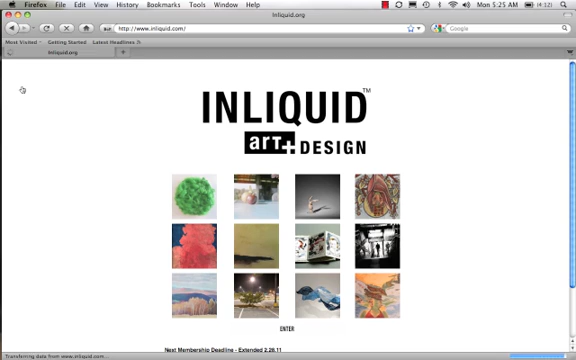 Firefox File Edit View History Bookmarks Tools Window Help
Mon 5:25 AM
Inliquid.org
http://www.inliquid.com/
Google
Most Visited Getting Started Latest Headlines
Inliquid.org
INLIQUID™
art+ DESIGN
ENTER
Next Membership Deadline - Extended 2.28.11
Transferring data from www.inliquid.com...